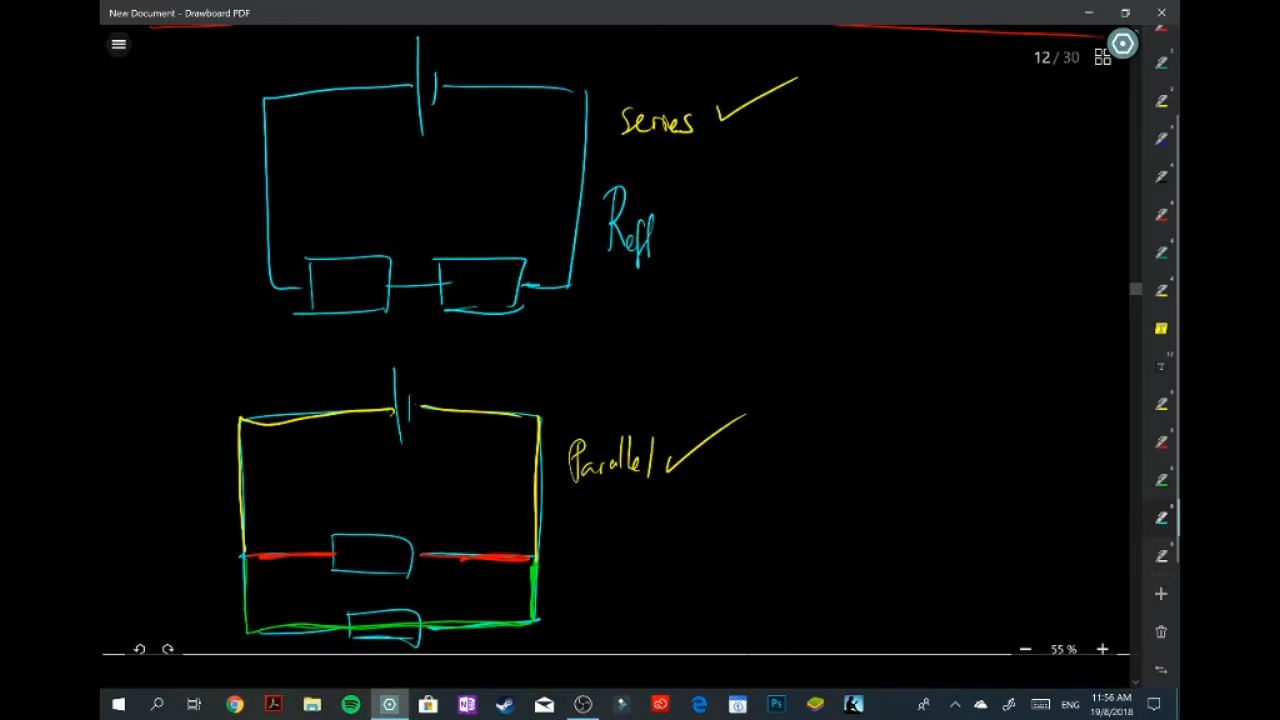 New Document - Drawboard PDF
12 / 30
series
Reff
Parallel
55 %
ENG
11:56 AM
19/8/2018